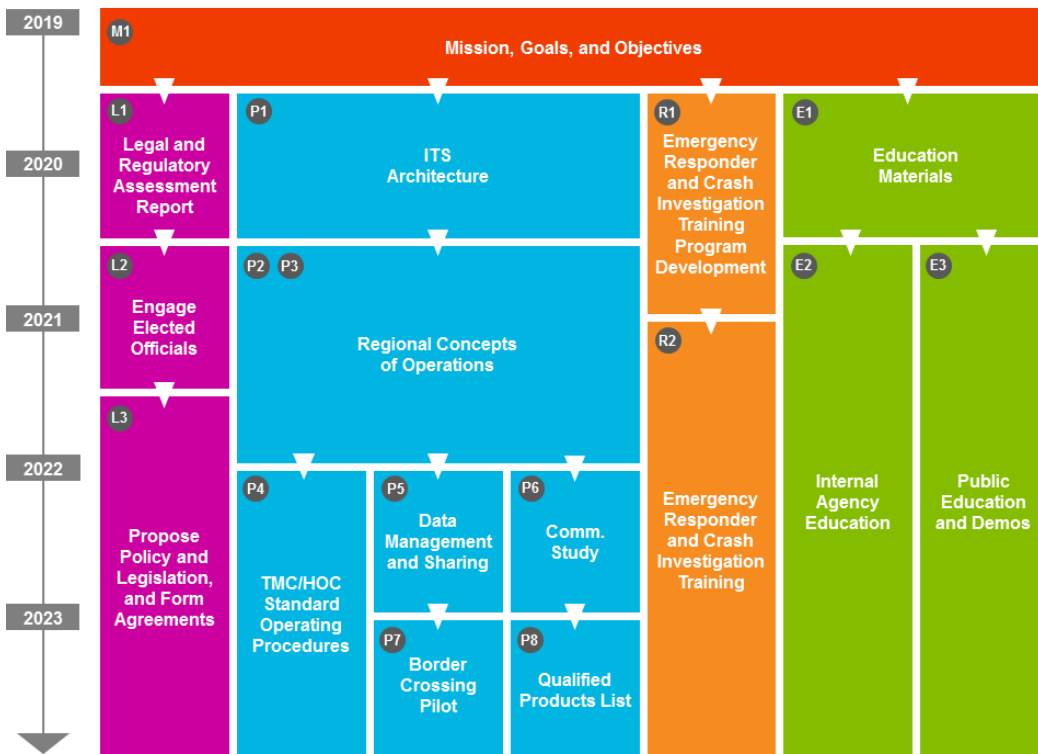 2019
M1
Mission, Goals, and Objectives
2020
L1
Legal and
Regulatory
Assessment
Report
P1
ITS
Architecture
R1
Emergency
Responder
and Crash
Investigation
Training
Program
Development
E1
Education
Materials
2021
L2
Engage
Elected
Officials
P2 P3
Regional Concepts
of Operations
R2
Emergency
Responder
and Crash
Investigation
Training
E2
Internal
Agency
Education
E3
Public
Education
and Demos
2022
L3
Propose
Policy and
Legislation,
and Form
Agreements
P4
TMC/HOC
Standard
Operating
Procedures
P5
Data
Management
and Sharing
P6
Comm.
Study
2023
P7
Border
Crossing
Pilot
P8
Qualified
Products List